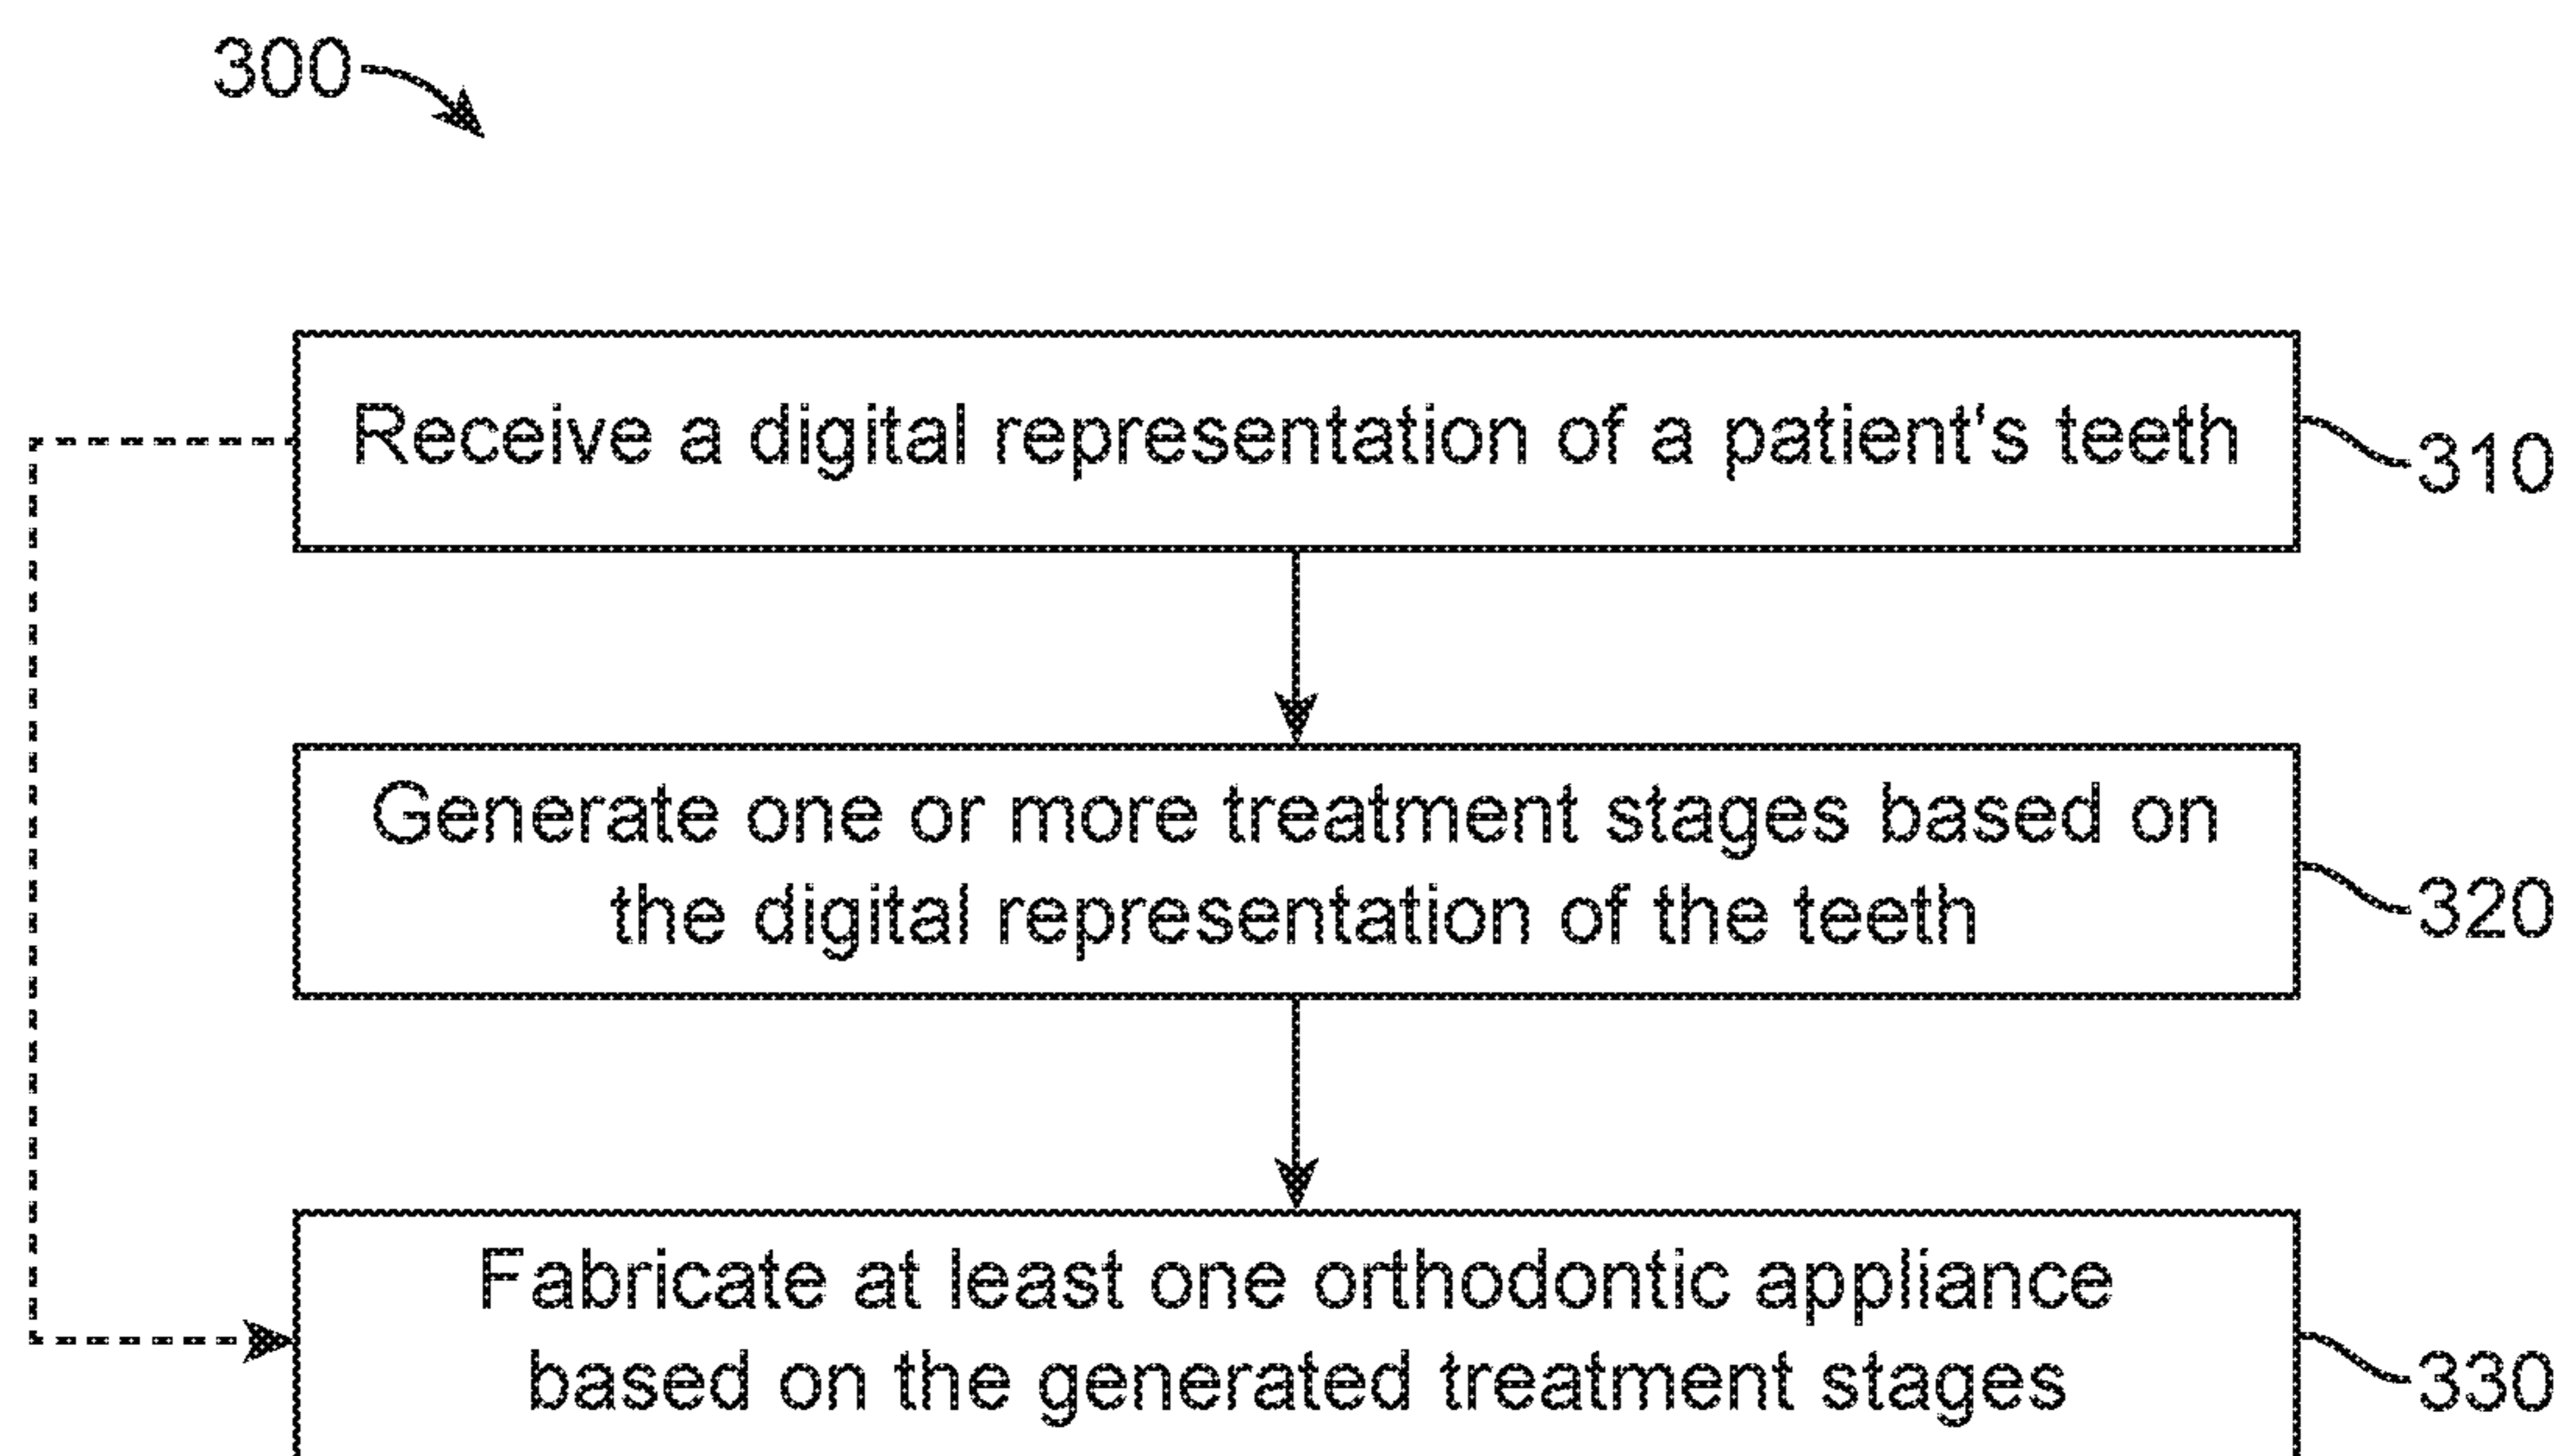 300
Receive a digital representation of a patient's teeth
310
Generate one or more treatment stages based on
the digital representation of the teeth
320
Fabricate at least one orthodontic appliance
based on the generated treatment stages
330